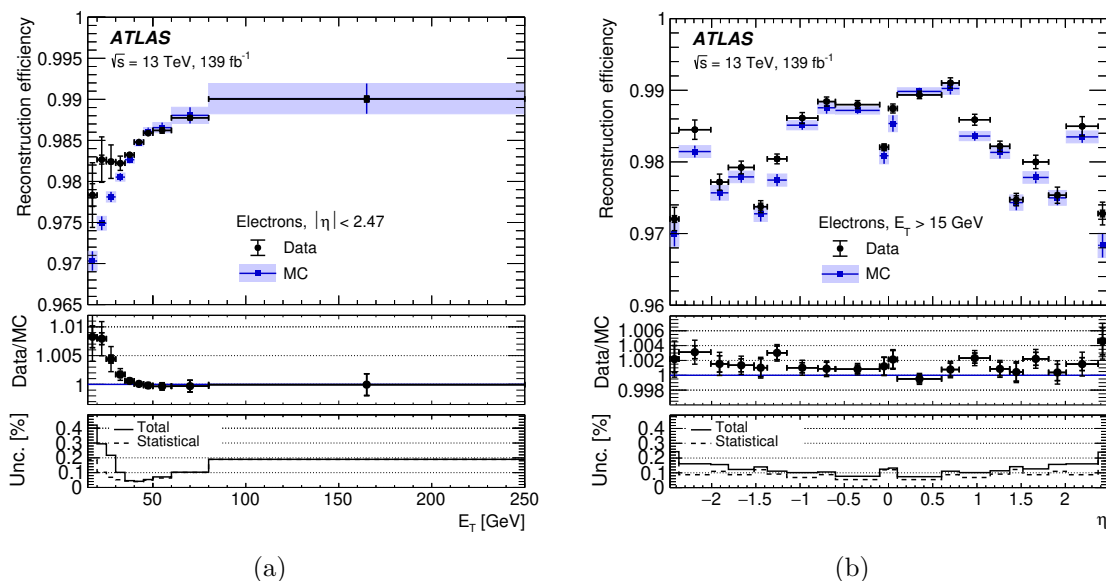 Reconstruction efficiency
1
0.995
0.99
0.985
0.98
0.975
0.97
0.965
ATLAS
√s = 13 TeV, 139 fb⁻¹
Electrons, |η| < 2.47
Data
MC
Data/MC
1.01
1.005
1
Unc. [%]
0.4
0.3
0.2
0.1
0
Total
Statistical
50 100 150 200 250
E_T [GeV]
(a)
Reconstruction efficiency
1
0.99
0.98
0.97
0.96
ATLAS
√s = 13 TeV, 139 fb⁻¹
Electrons, E_T > 15 GeV
Data
MC
Data/MC
1.006
1.004
1.002
1
0.998
Unc. [%]
0.4
0.3
0.2
0.1
0
Total
Statistical
−2 −1.5 −1 −0.5 0 0.5 1 1.5 2
η
(b)